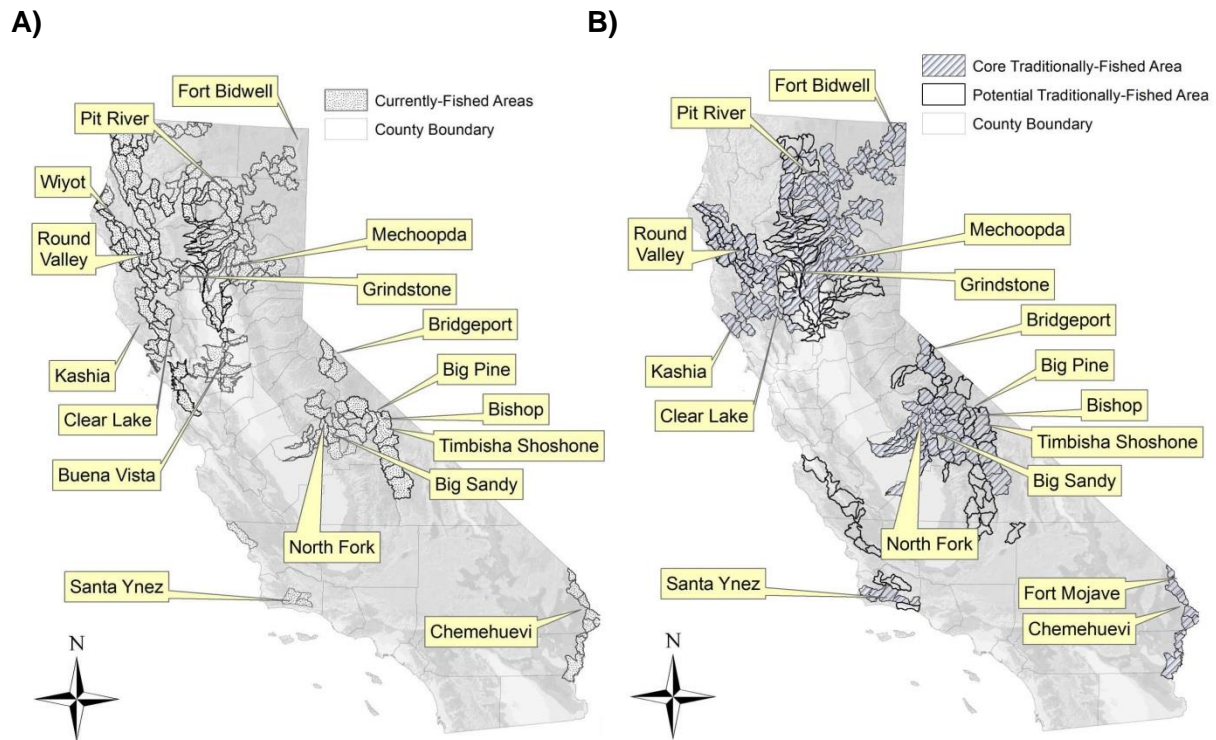 A)
Fort Bidwell
Pit River
Currently-Fished Areas
County Boundary
Wiyot
Round
Valley
Mechoopda
Grindstone
Bridgeport
Kashia
Big Pine
Clear Lake
Bishop
Buena Vista
Timbisha Shoshone
Big Sandy
North Fork
Santa Ynez
Chemehuevi
N
B)
Core Traditionally-Fished Area
Potential Traditionally-Fished Area
County Boundary
Fort Bidwell
Pit River
Round
Valley
Mechoopda
Grindstone
Bridgeport
Kashia
Big Pine
Clear Lake
Bishop
Timbisha Shoshone
Big Sandy
North Fork
Santa Ynez
Fort Mojave
Chemehuevi
N